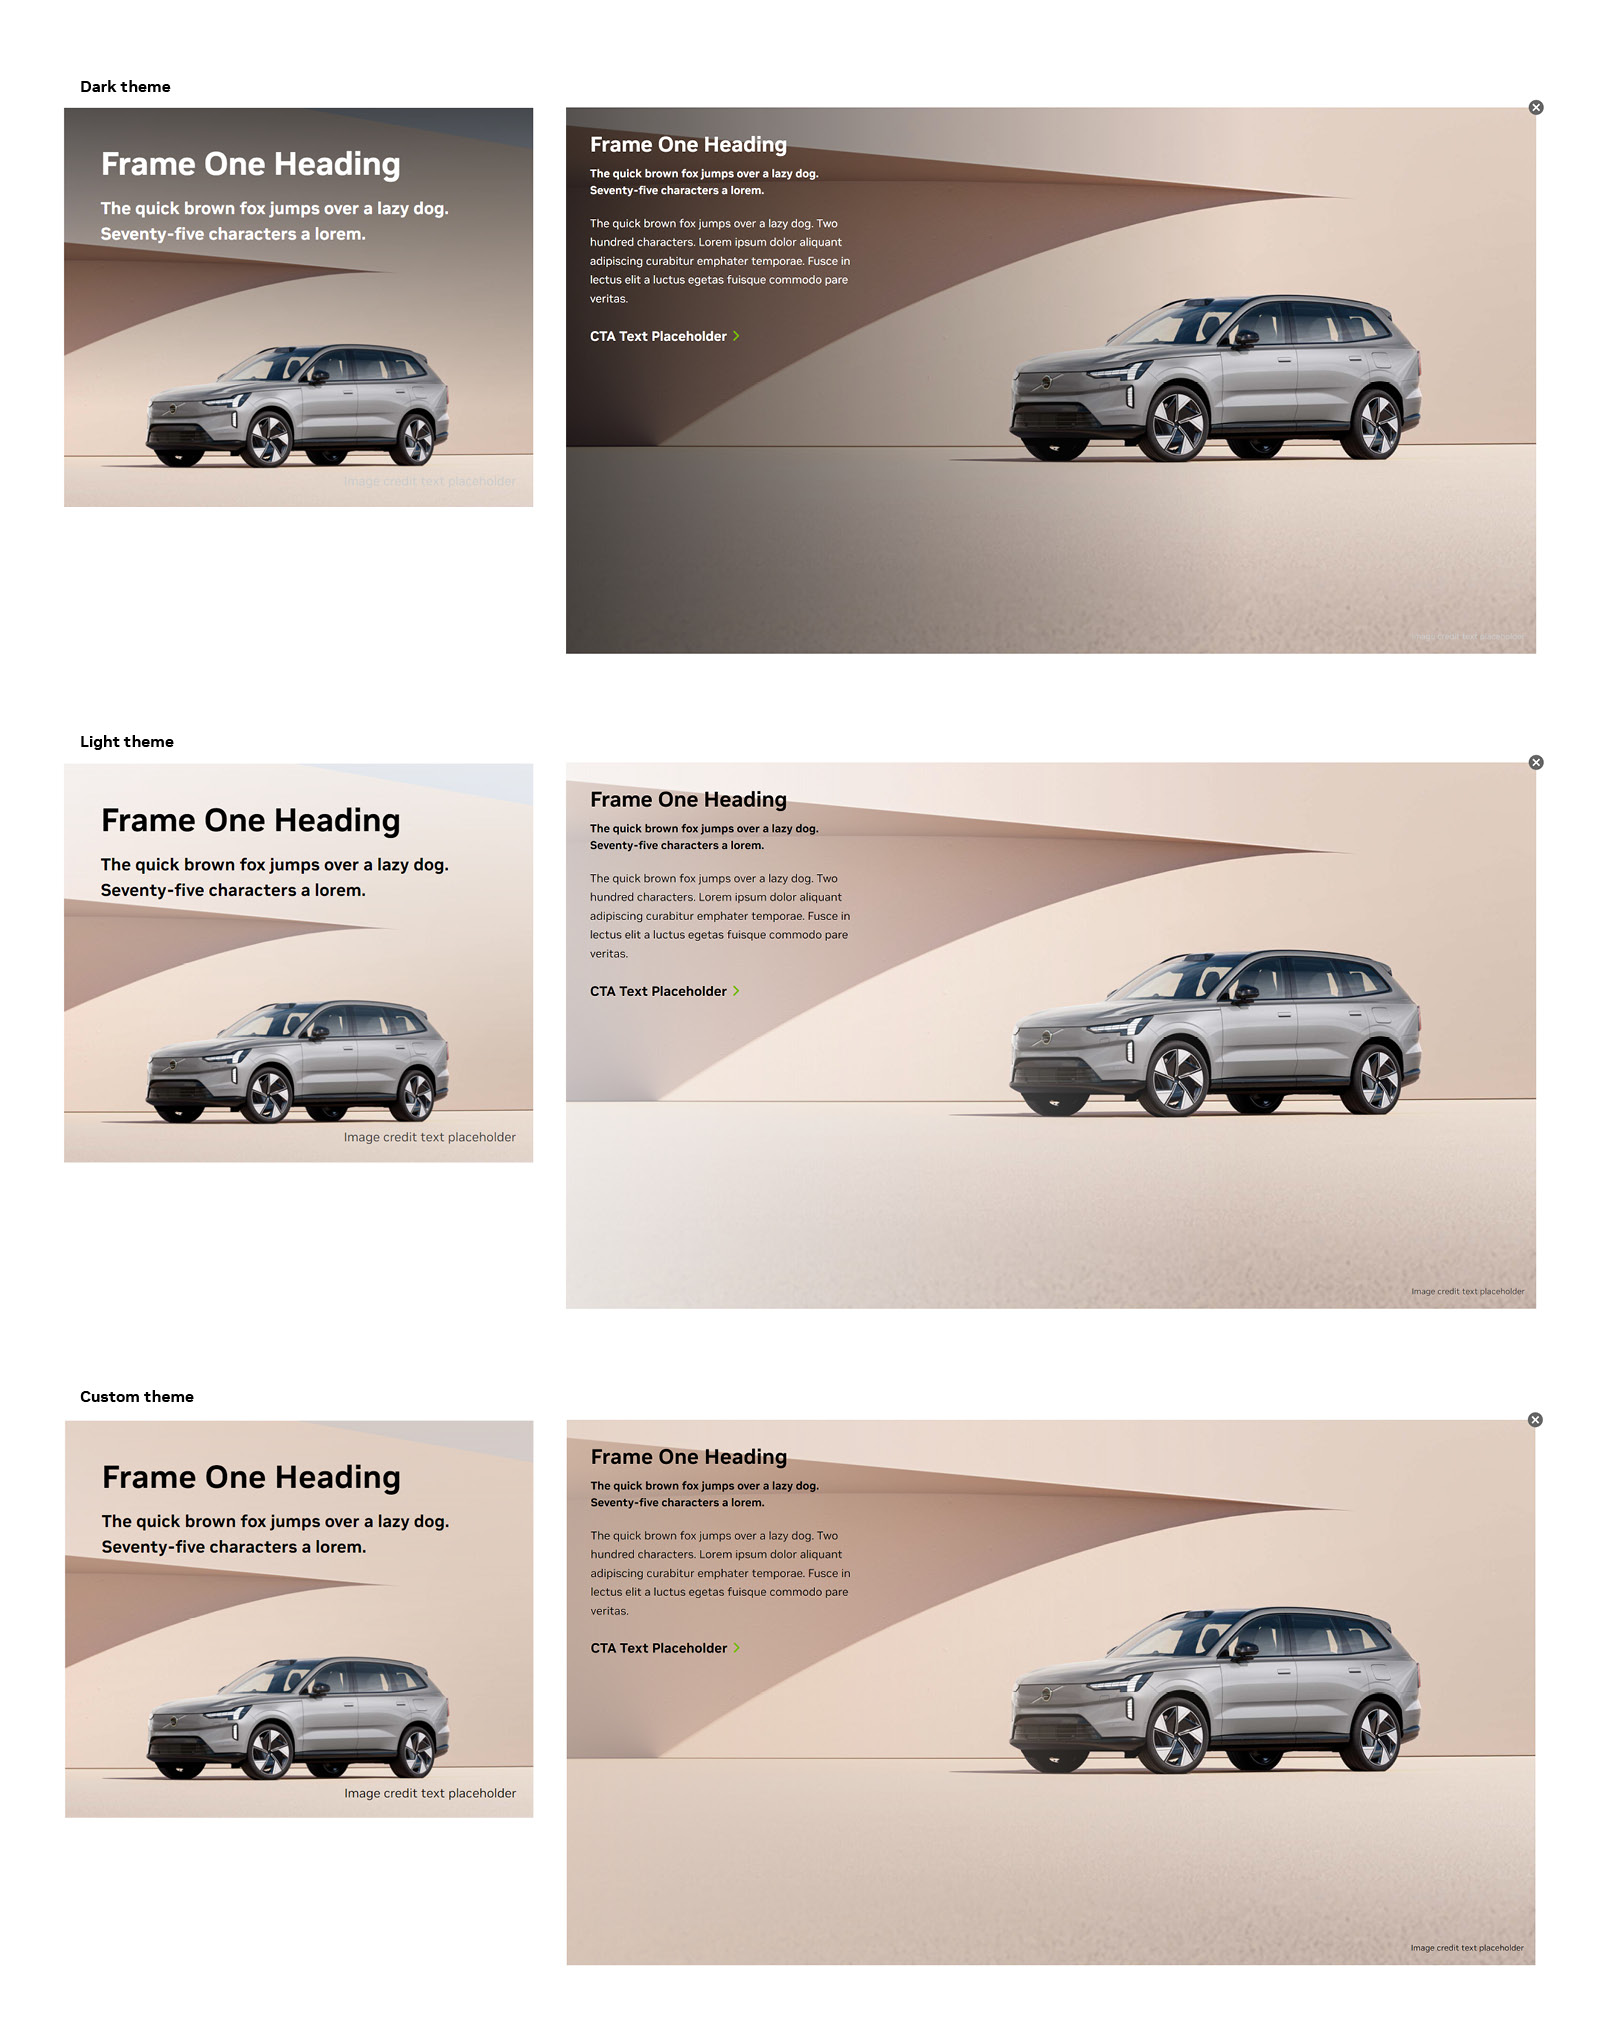 Dark theme
Frame One Heading
The quick brown fox jumps over a lazy dog.
Seventy-five characters a lorem.
Image credit text placeholder
Frame One Heading
The quick brown fox jumps over a lazy dog.
Seventy-five characters a lorem.
The quick brown fox jumps over a lazy dog. Two
hundred characters. Lorem ipsum dolor aliquant
adipiscing curabitur emphater temporae. Fusce in
lectus elit a luctus egetas fuisque commodo pare
veritas.
CTA Text Placeholder
Image credit text placeholder
Light theme
Frame One Heading
The quick brown fox jumps over a lazy dog.
Seventy-five characters a lorem.
Image credit text placeholder
Frame One Heading
The quick brown fox jumps over a lazy dog.
Seventy-five characters a lorem.
The quick brown fox jumps over a lazy dog. Two
hundred characters. Lorem ipsum dolor aliquant
adipiscing curabitur emphater temporae. Fusce in
lectus elit a luctus egetas fuisque commodo pare
veritas.
CTA Text Placeholder
Image credit text placeholder
Custom theme
Frame One Heading
The quick brown fox jumps over a lazy dog.
Seventy-five characters a lorem.
Image credit text placeholder
Frame One Heading
The quick brown fox jumps over a lazy dog.
Seventy-five characters a lorem.
The quick brown fox jumps over a lazy dog. Two
hundred characters. Lorem ipsum dolor aliquant
adipiscing curabitur emphater temporae. Fusce in
lectus elit a luctus egetas fuisque commodo pare
veritas.
CTA Text Placeholder
Image credit text placeholder